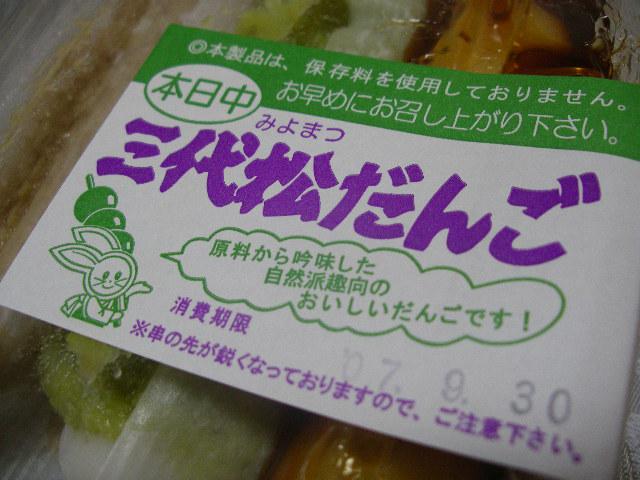 ◎本製品は、保存料を使用しておりません。
本日中 お早めにお召し上がり下さい。
みよまつ
三代松だんご
原料から吟味した
自然派趣向の
おいしいだんごです！
消費期限
07. 9. 30
※串の先が鋭くなっておりますので、ご注意下さい。